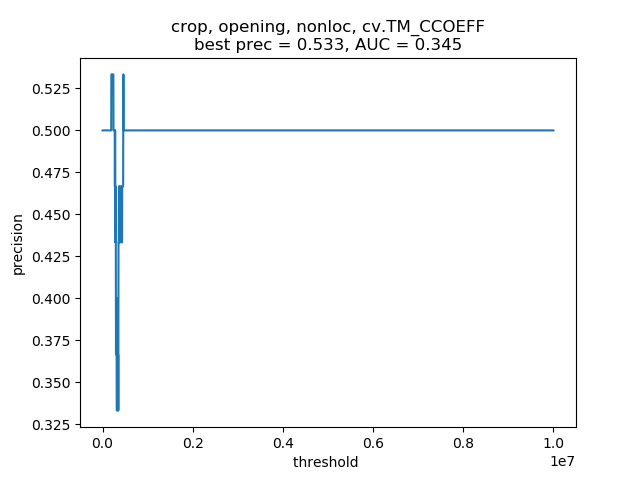 crop, opening, nonloc, cv.TM_CCOEFF
best prec = 0.533, AUC = 0.345
0.525
0.500
0.475
0.450
0.425
0.400
0.375
0.350
0.325
precision
0.0 0.2 0.4 0.6 0.8 1.0
1e7
threshold